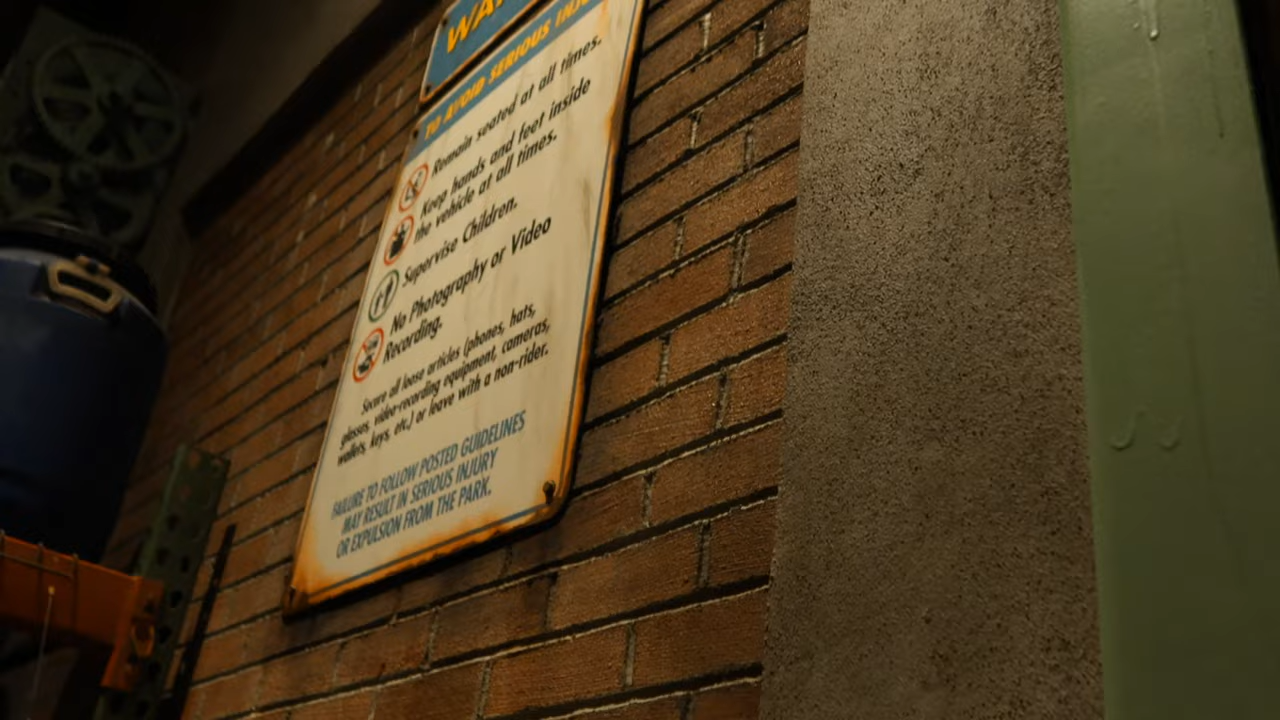 TO AVOID SERIOUS
Remain seated at all times.
Keep hands and feet inside
the vehicle at all times.
Supervise Children.
No Photography or Video
Recording.
Secure all loose articles (phones, hats,
glasses, video-recording equipment, cameras,
wallets, keys, etc.) or leave with a non-rider.
FAILURE TO FOLLOW POSTED GUIDELINES
MAY RESULT IN SERIOUS INJURY
OR EXPULSION FROM THE PARK.